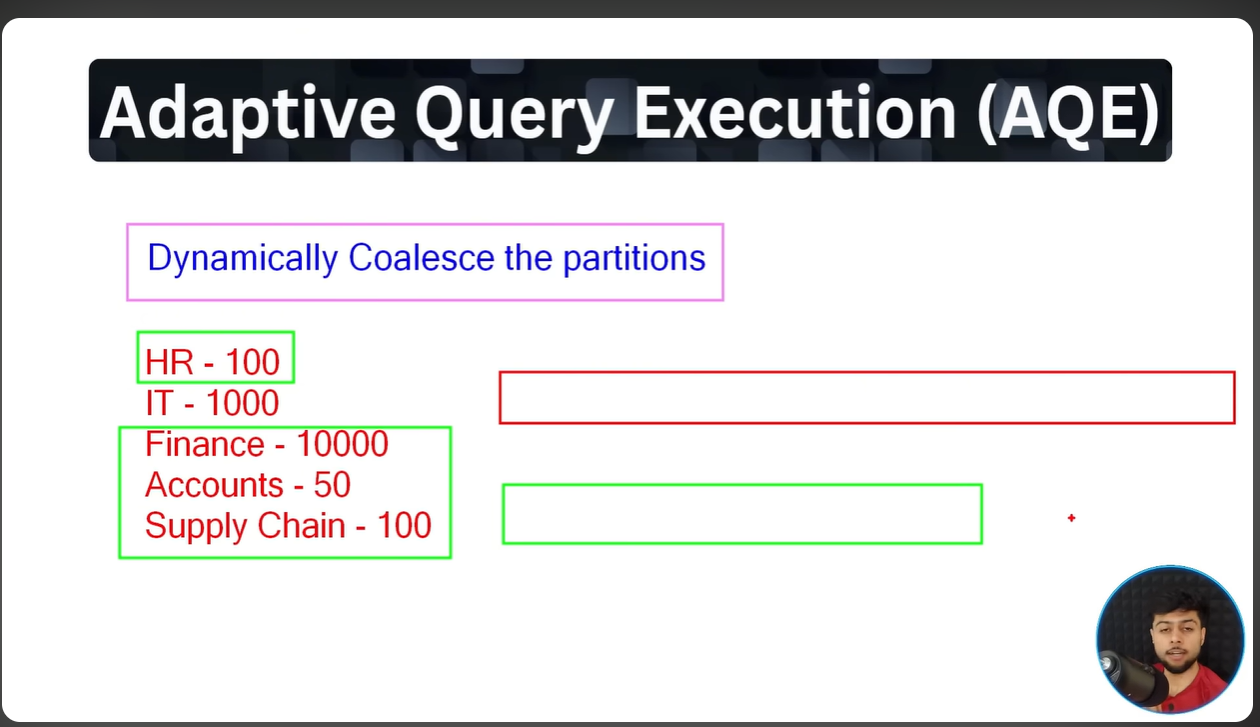 Adaptive Query Execution (AQE)
Dynamically Coalesce the partitions
HR - 100
IT - 1000
Finance - 10000
Accounts - 50
Supply Chain - 100